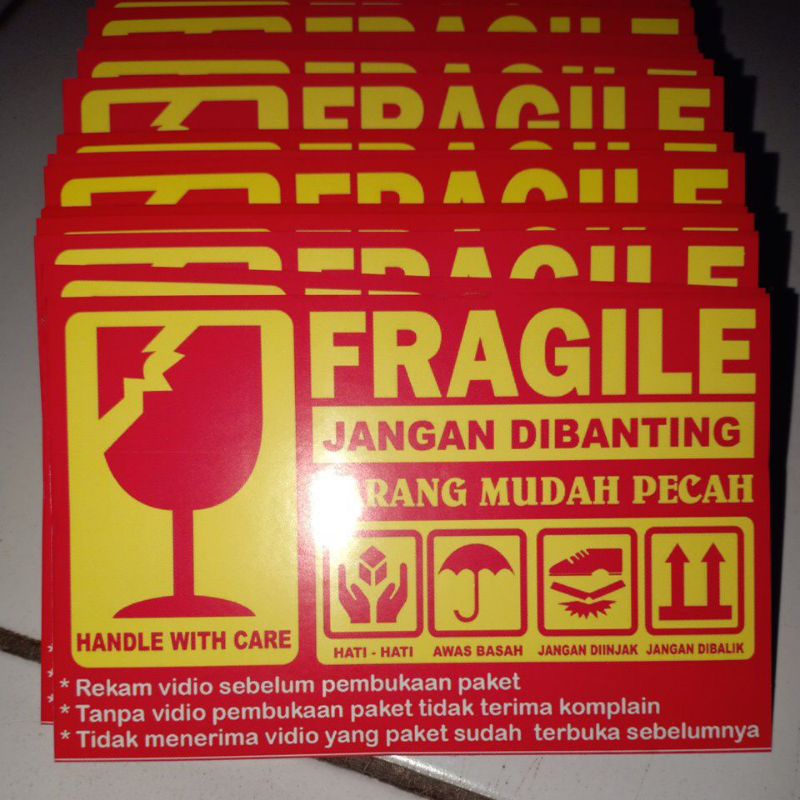 FRAGILE
JANGAN DIBANTING
BARANG MUDAH PECAH
HANDLE WITH CARE
HATI - HATI
AWAS BASAH
JANGAN DIINJAK
JANGAN DIBALIK
* Rekam vidio sebelum pembukaan paket
* Tanpa vidio pembukaan paket tidak terima komplain
* Tidak menerima vidio yang paket sudah terbuka sebelumnya